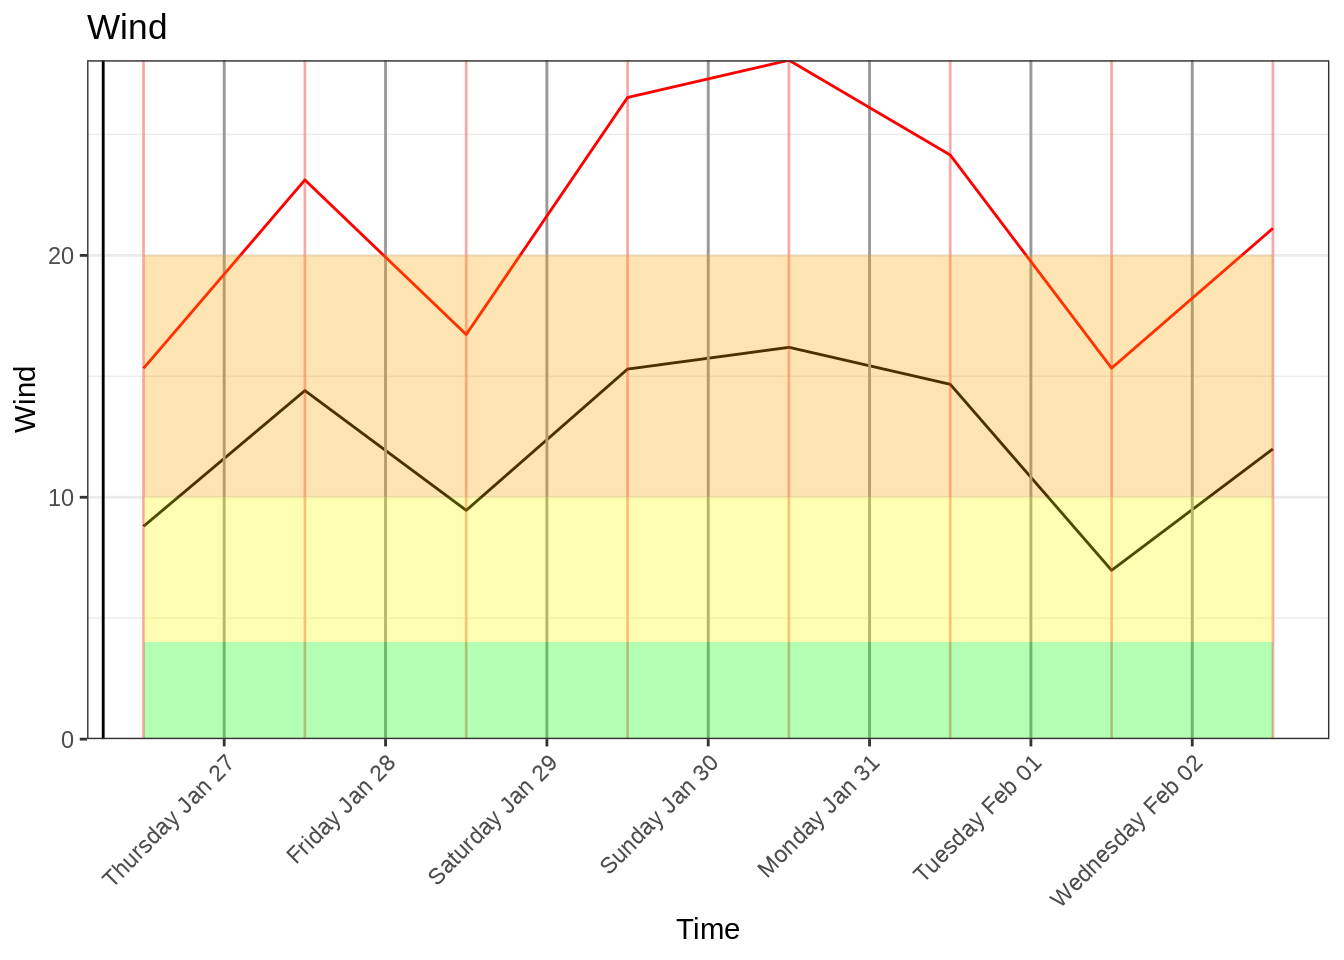 Wind
Wind
20
10
0
Thursday Jan 27
Friday Jan 28
Saturday Jan 29
Sunday Jan 30
Monday Jan 31
Tuesday Feb 01
Wednesday Feb 02
Time